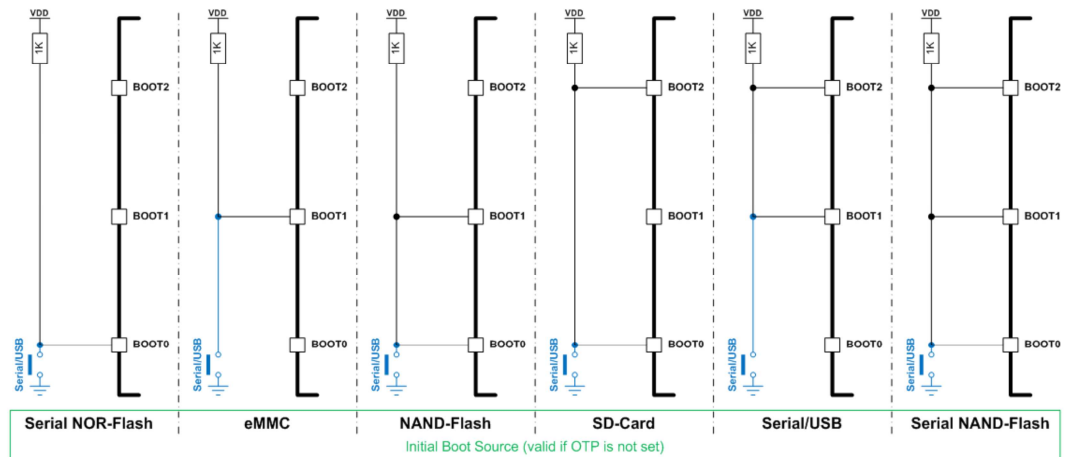 VDD VDD VDD VDD VDD VDD
1K 1K 1K 1K 1K 1K
BOOT2 BOOT2 BOOT2 BOOT2 BOOT2 BOOT2
BOOT1 BOOT1 BOOT1 BOOT1 BOOT1 BOOT1
BOOT0 BOOT0 BOOT0 BOOT0 BOOT0 BOOT0
Serial/USB Serial/USB Serial/USB Serial/USB Serial/USB Serial/USB
Serial NOR-Flash eMMC NAND-Flash SD-Card Serial/USB Serial NAND-Flash
Initial Boot Source (valid if OTP is not set)